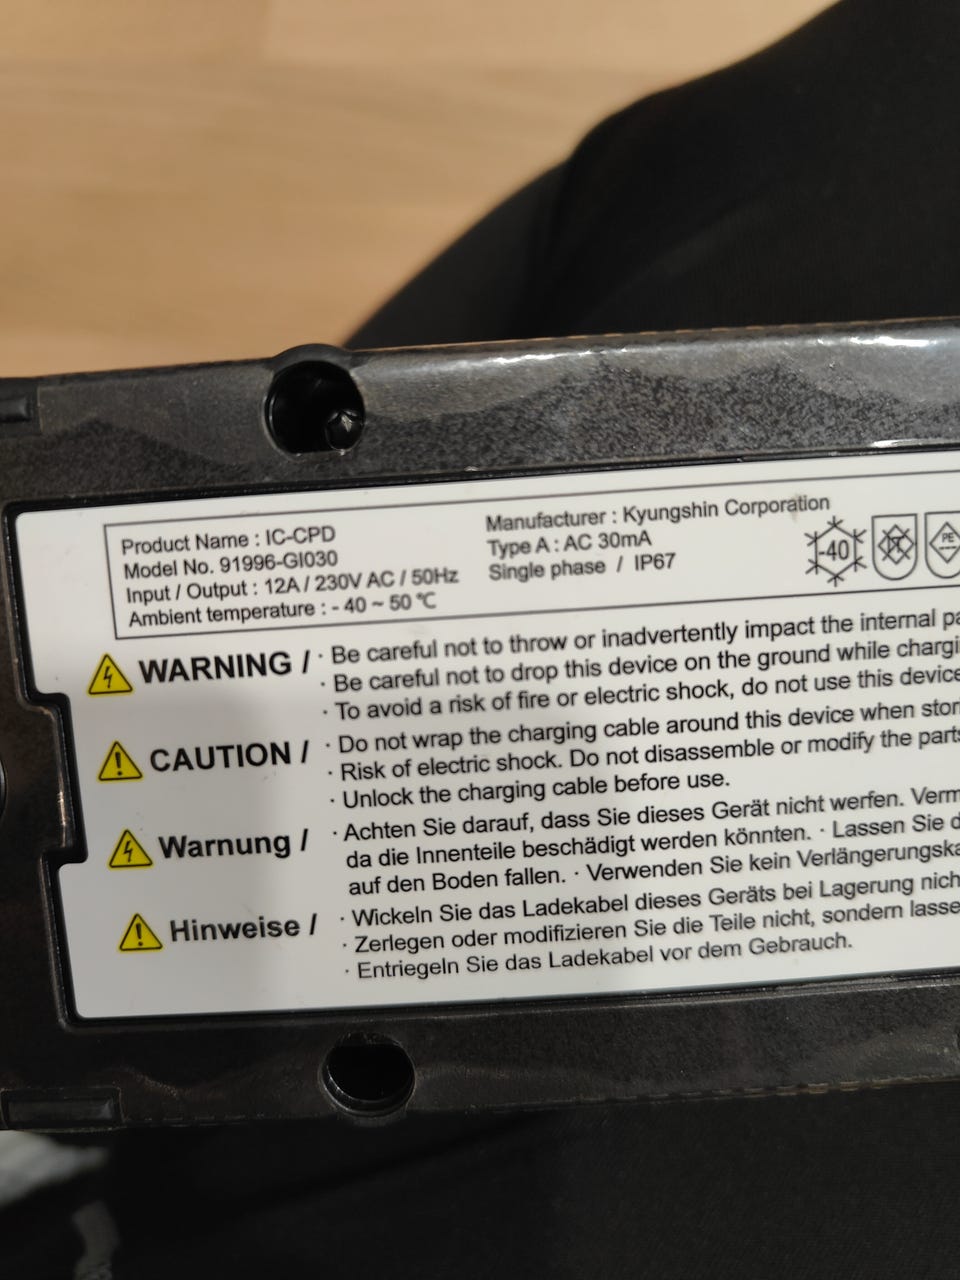 Product Name : IC-CPD
Model No. 91996-GI030
Input / Output : 12A / 230V AC / 50Hz
Ambient temperature : - 40 ~ 50 ℃
Manufacturer : Kyungshin Corporation
Type A : AC 30mA
Single phase / IP67
-40
PE
WARNING / · Be careful not to throw or inadvertently impact the internal
· Be careful not to drop this device on the ground while
· To avoid a risk of fire or electric shock, do not use this device
CAUTION / · Do not wrap the charging cable around this device when
· Risk of electric shock. Do not disassemble or modify the parts
· Unlock the charging cable before use.
Warnung / · Achten Sie darauf, dass Sie dieses Gerät nicht werfen.
da die Innenteile beschädigt werden könnten. · Lassen Sie
auf den Boden fallen. · Verwenden Sie kein
Hinweise / · Wickeln Sie das Ladekabel dieses Geräts bei Lagerung
· Zerlegen oder modifizieren Sie die Teile nicht, sondern
· Entriegeln Sie das Ladekabel vor dem Gebrauch.